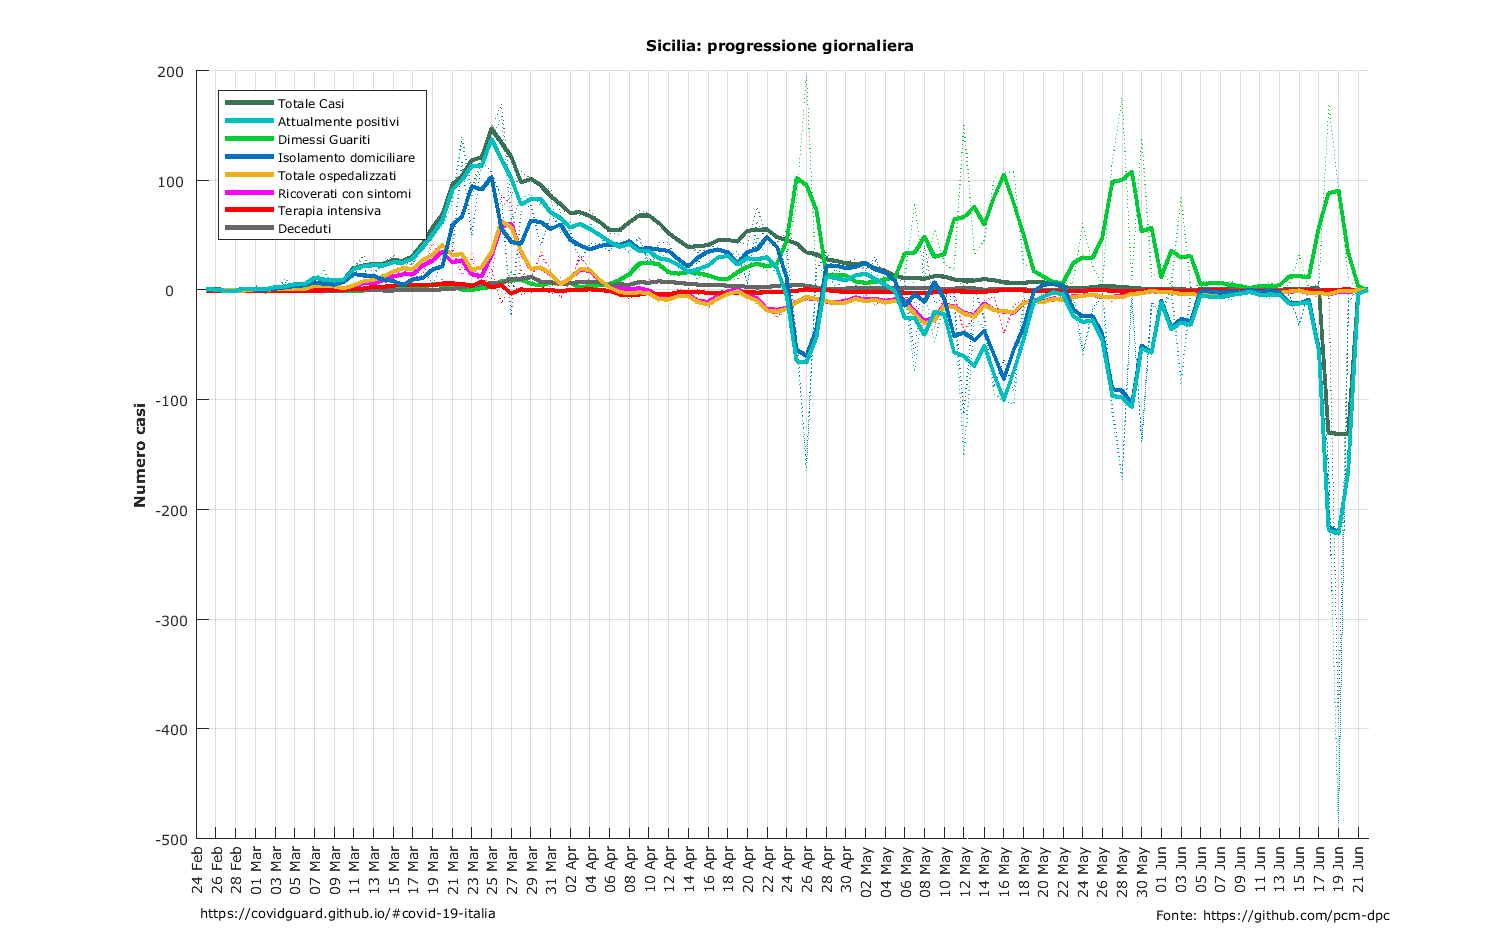 Sicilia: progressione giornaliera
200
100
0
-100
-200
-300
-400
-500
Numero casi
Totale Casi
Attualmente positivi
Dimessi Guariti
Isolamento domiciliare
Totale ospedalizzati
Ricoverati con sintomi
Terapia intensiva
Deceduti
24 Feb
26 Feb
28 Feb
01 Mar
03 Mar
05 Mar
07 Mar
09 Mar
11 Mar
13 Mar
15 Mar
17 Mar
19 Mar
21 Mar
23 Mar
25 Mar
27 Mar
29 Mar
31 Mar
02 Apr
04 Apr
06 Apr
08 Apr
10 Apr
12 Apr
14 Apr
16 Apr
18 Apr
20 Apr
22 Apr
24 Apr
26 Apr
28 Apr
30 Apr
02 May
04 May
06 May
08 May
10 May
12 May
14 May
16 May
18 May
20 May
22 May
24 May
26 May
28 May
30 May
01 Jun
03 Jun
05 Jun
07 Jun
09 Jun
11 Jun
13 Jun
15 Jun
17 Jun
19 Jun
21 Jun
https://covidguard.github.io/#covid-19-italia
Fonte: https://github.com/pcm-dpc